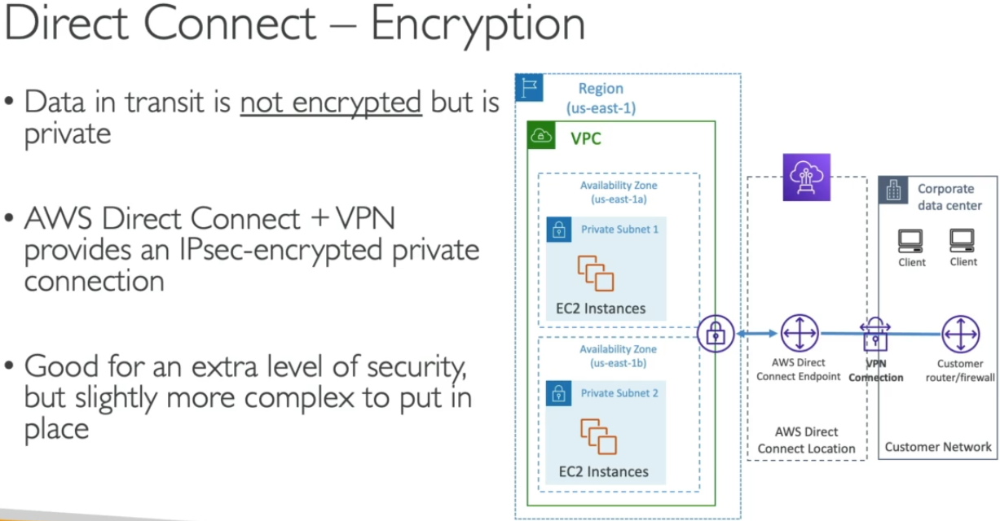 Direct Connect – Encryption
• Data in transit is not encrypted but is
private
• AWS Direct Connect + VPN
provides an IPsec-encrypted private
connection
• Good for an extra level of security,
but slightly more complex to put in
place
Region
(us-east-1)
VPC
Availability Zone
(us-east-1a)
Private Subnet 1
EC2 Instances
Availability Zone
(us-east-1b)
Private Subnet 2
EC2 Instances
AWS Direct
Connect Endpoint
AWS Direct
Connect Location
VPN
Connection
Corporate
data center
Client
Client
Customer
router/firewall
Customer Network